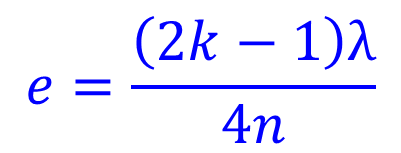 e = (2k − 1)λ / 4n